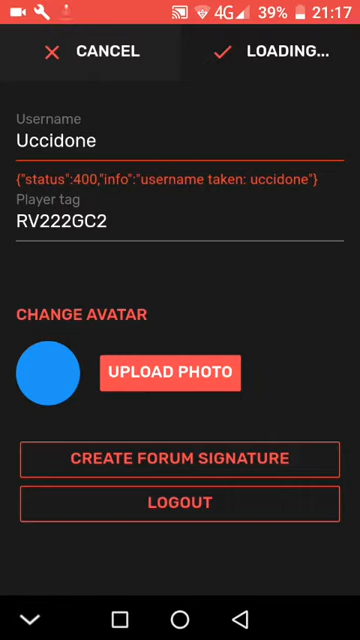 4G 39% 21:17
CANCEL
LOADING...
Username
Uccidone
{"status":400,"info":"username taken: uccidone"}
Player tag
RV222GC2
CHANGE AVATAR
UPLOAD PHOTO
CREATE FORUM SIGNATURE
LOGOUT